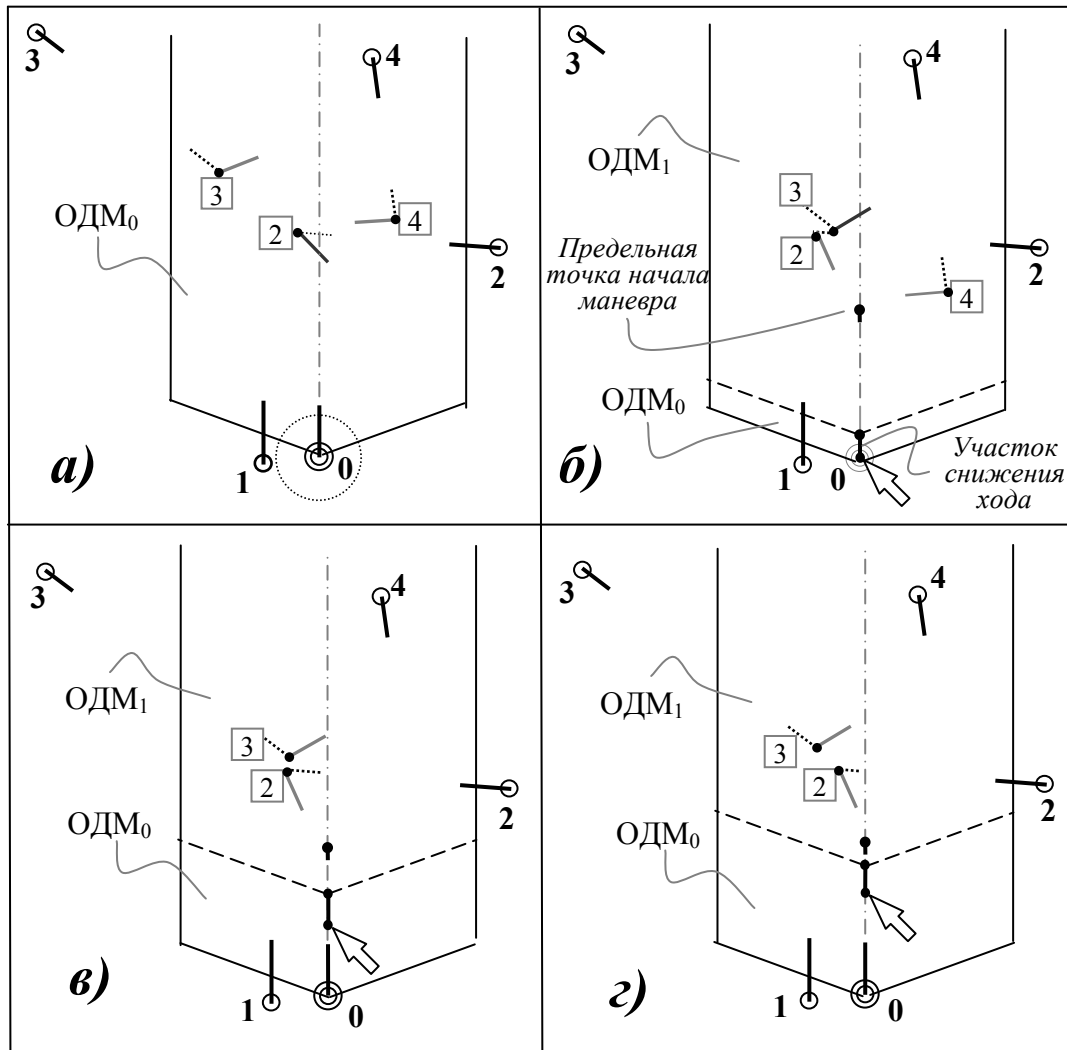 3
4
3
2
4
ОДМ₀
2
1
0
а)
3
4
ОДМ₁
3
2
2
Предельная
точка начала
маневра
4
ОДМ₀
Участок
снижения
хода
1
0
б)
3
4
ОДМ₁
3
2
2
ОДМ₀
1
0
в)
3
4
ОДМ₁
3
2
2
ОДМ₀
1
0
г)